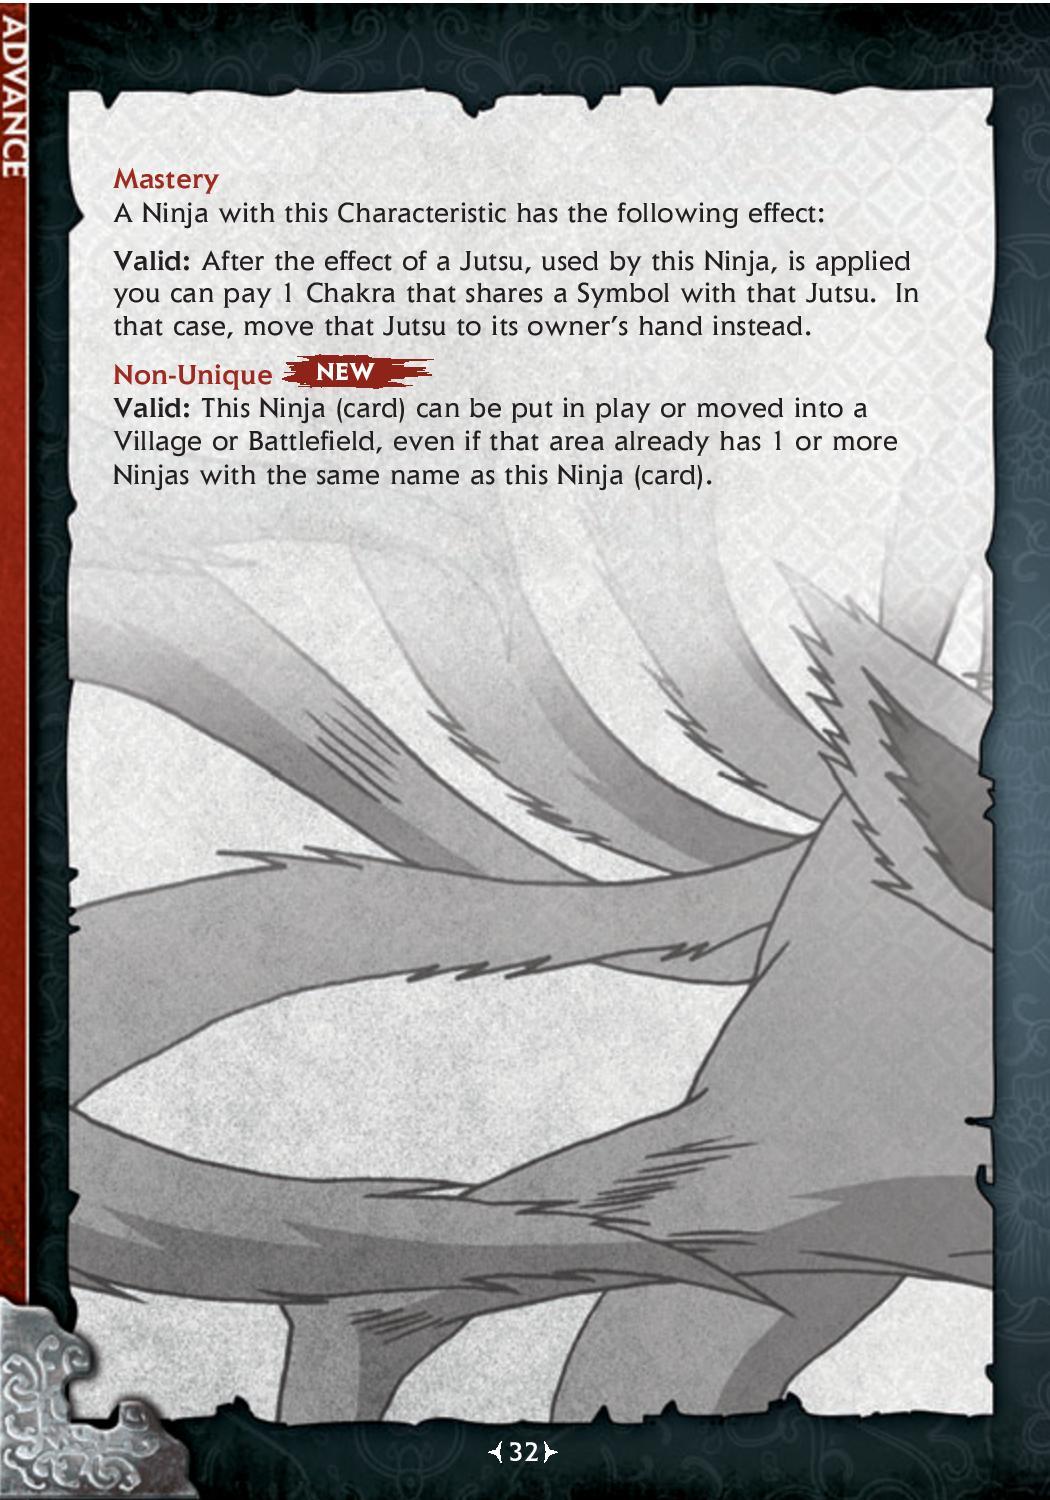 ADVANCE
Mastery
A Ninja with this Characteristic has the following effect:
Valid: After the effect of a Jutsu, used by this Ninja, is applied
you can pay 1 Chakra that shares a Symbol with that Jutsu.  In
that case, move that Jutsu to its owner's hand instead.
Non-Unique NEW
Valid: This Ninja (card) can be put in play or moved into a
Village or Battlefield, even if that area already has 1 or more
Ninjas with the same name as this Ninja (card).
32